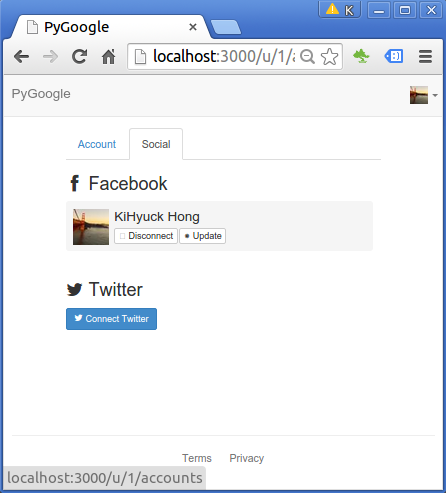 K
PyGoogle
localhost:3000/u/1/a
PyGoogle
Account Social
Facebook
KiHyuck Hong
Disconnect Update
Twitter
Connect Twitter
Terms Privacy
localhost:3000/u/1/accounts